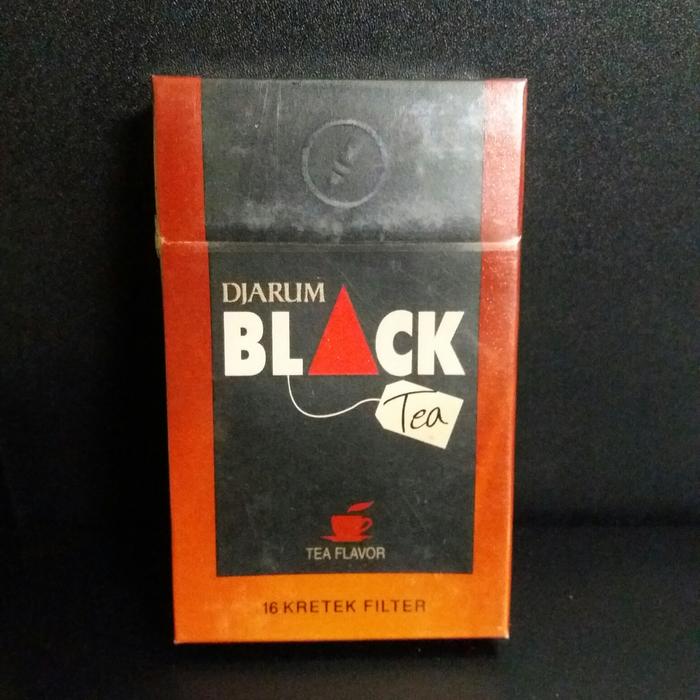 DJARUM
BLACK
Tea
TEA FLAVOR
16 KRETEK FILTER